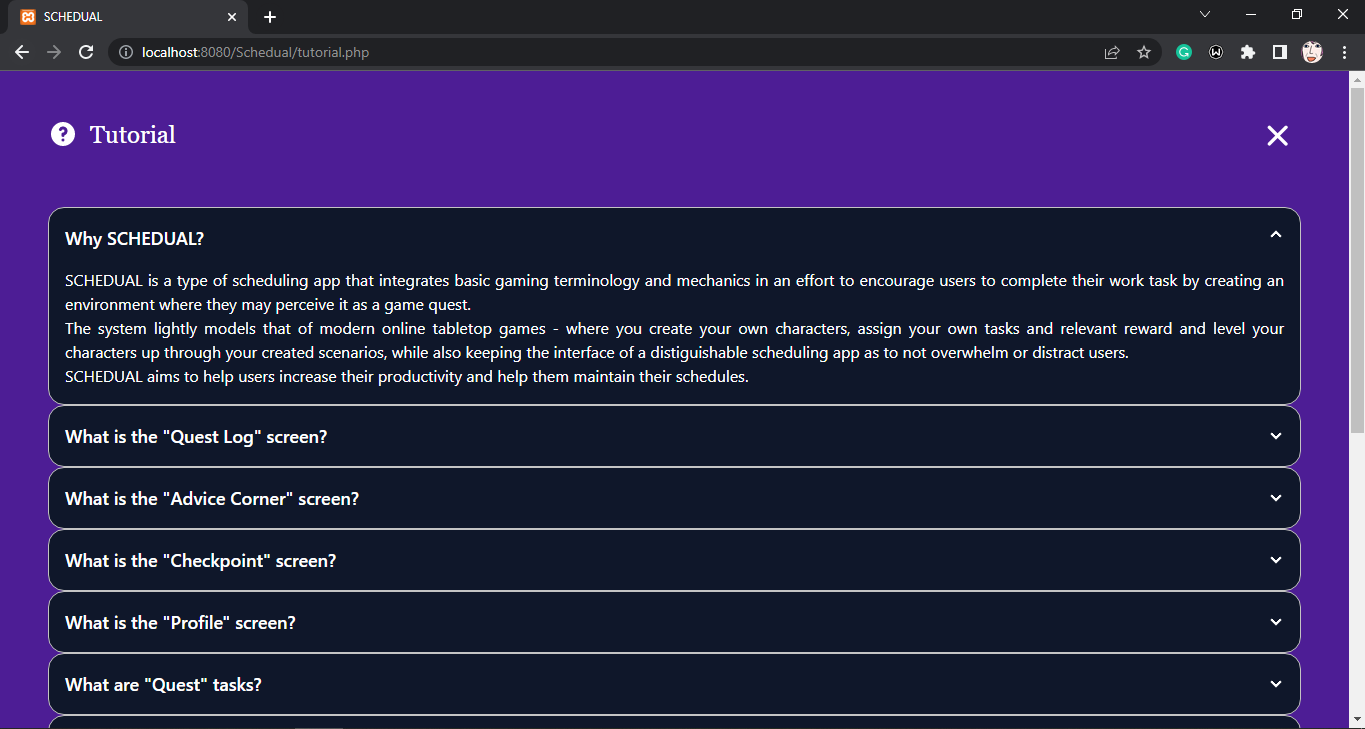 SCHEDUAL
localhost:8080/Schedual/tutorial.php
Tutorial
Why SCHEDUAL?
SCHEDUAL is a type of scheduling app that integrates basic gaming terminology and mechanics in an effort to encourage users to complete their work task by creating an
environment where they may perceive it as a game quest.
The system lightly models that of modern online tabletop games - where you create your own characters, assign your own tasks and relevant reward and level your
characters up through your created scenarios, while also keeping the interface of a distiguishable scheduling app as to not overwhelm or distract users.
SCHEDUAL aims to help users increase their productivity and help them maintain their schedules.
What is the "Quest Log" screen?
What is the "Advice Corner" screen?
What is the "Checkpoint" screen?
What is the "Profile" screen?
What are "Quest" tasks?